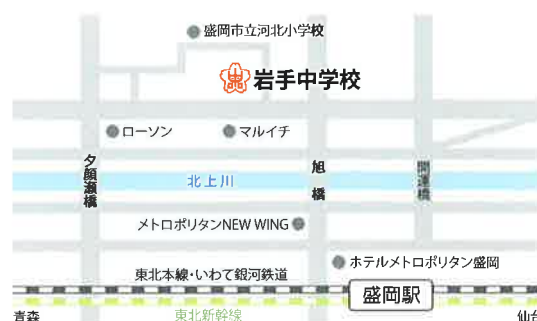 盛岡市立河北小学校
岩手中学校
ローソン
マルイチ
夕顔瀬橋
旭橋
開運橋
北上川
メトロポリタンNEW WING
ホテルメトロポリタン盛岡
東北本線・いわて銀河鉄道
盛岡駅
青森
東北新幹線
仙台